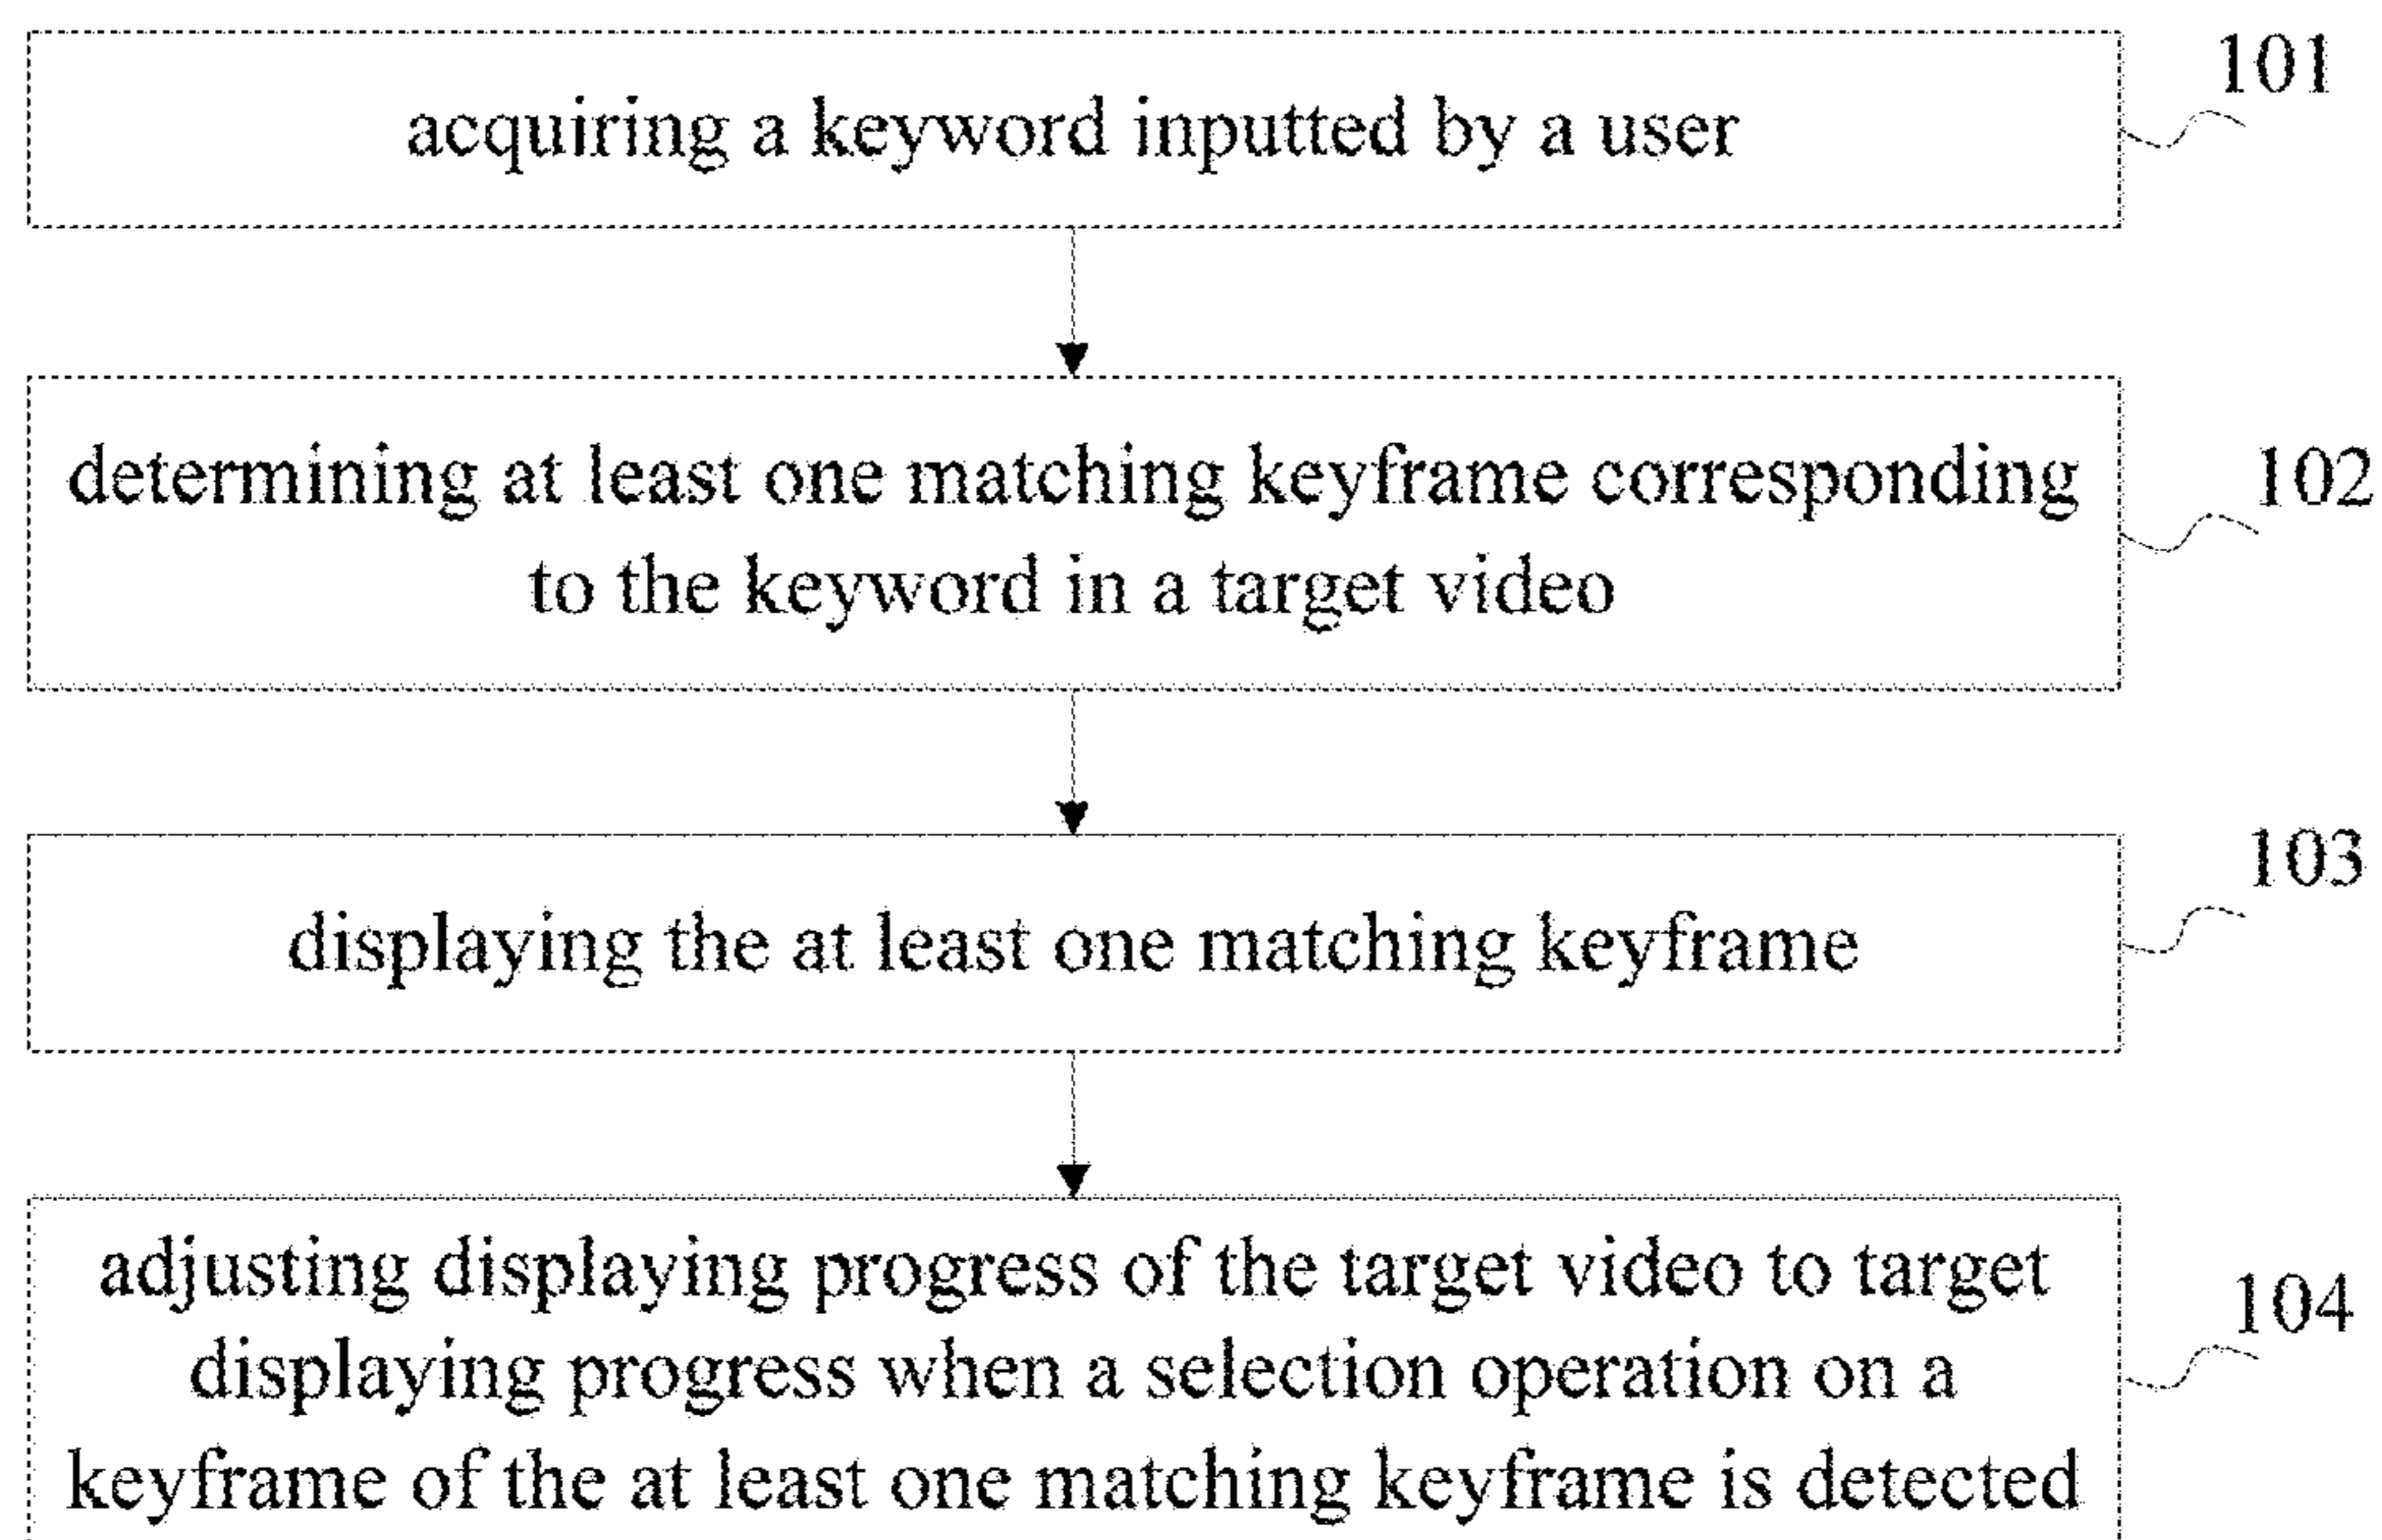 acquiring a keyword inputted by a user
101
determining at least one matching keyframe corresponding
to the keyword in a target video
102
displaying the at least one matching keyframe
103
adjusting displaying progress of the target video to target
displaying progress when a selection operation on a
keyframe of the at least one matching keyframe is detected
104